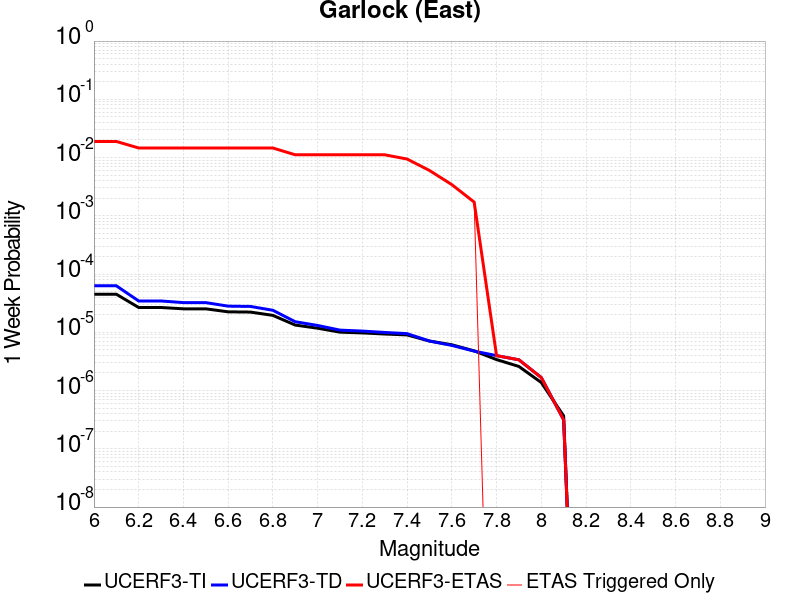 Garlock (East)
10 0
10 -1
10 -2
10 -3
10 -4
10 -5
10 -6
10 -7
10 -8
1 Week Probability
6 6.2 6.4 6.6 6.8 7 7.2 7.4 7.6 7.8 8 8.2 8.4 8.6 8.8 9
Magnitude
UCERF3-TI UCERF3-TD UCERF3-ETAS ETAS Triggered Only